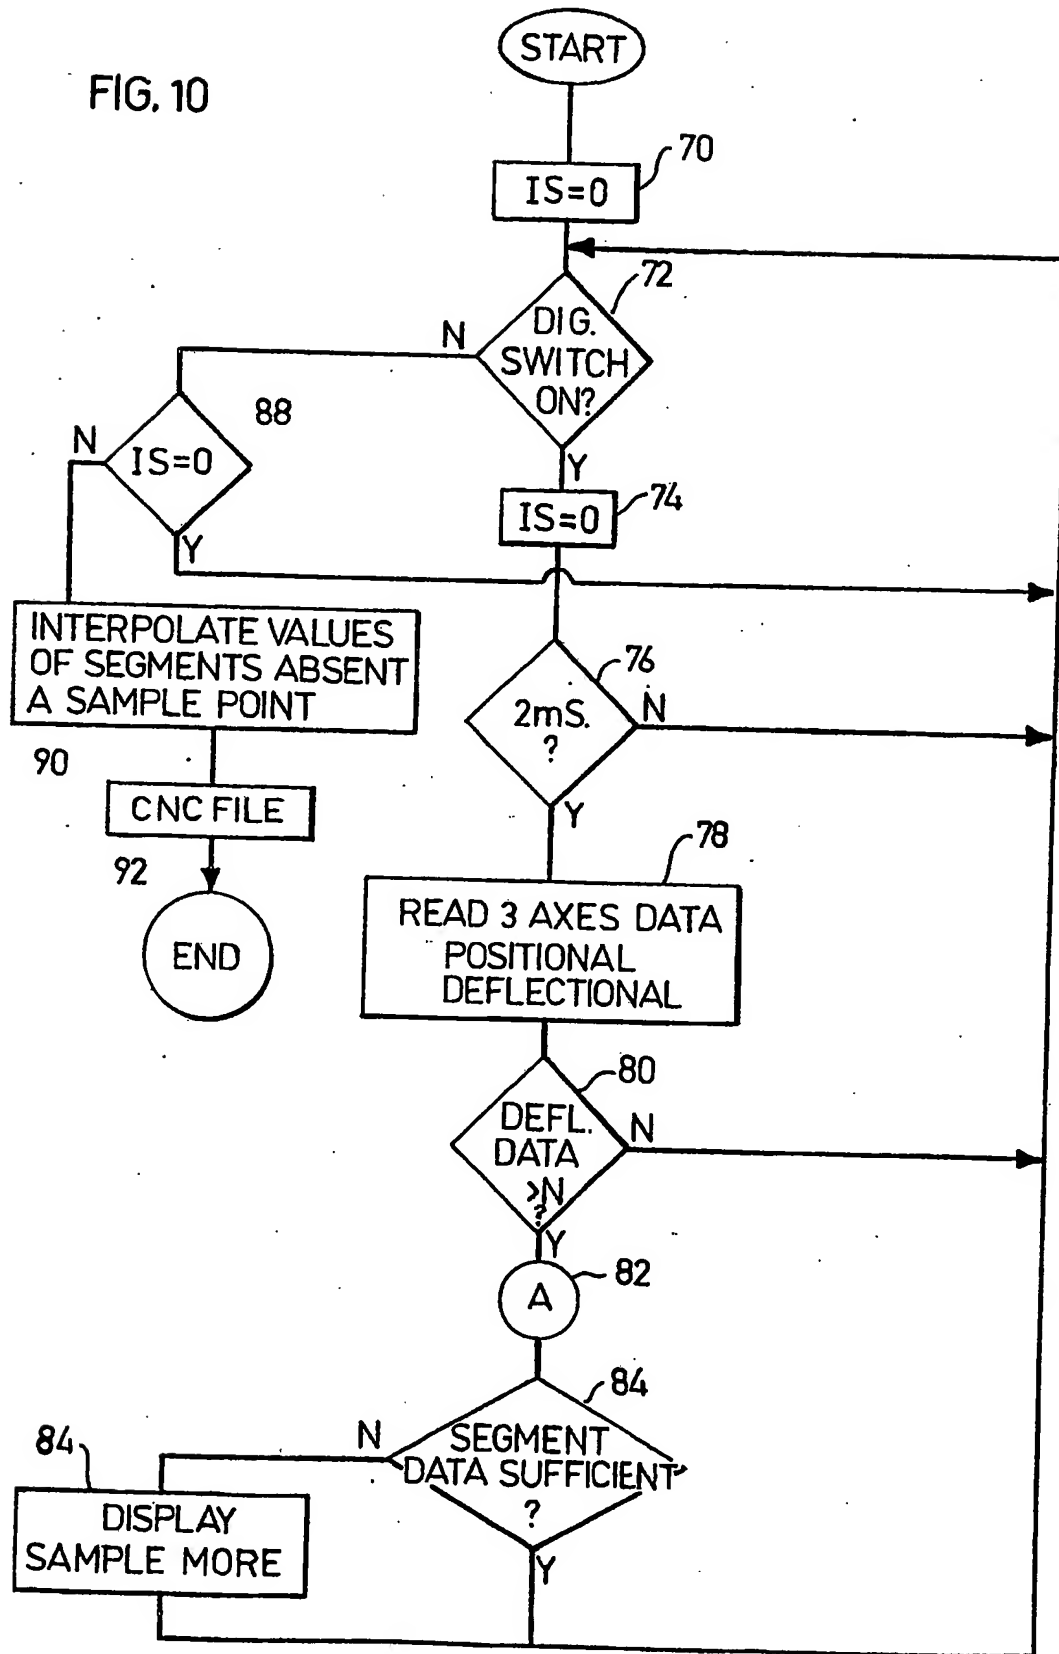 START
FIG. 10
70
IS=0
72
DIG.
SWITCH
ON?
N
88
N
IS=0
Y
Y
74
IS=0
INTERPOLATE VALUES
OF SEGMENTS ABSENT
A SAMPLE POINT
76
2mS.
?
N
Y
90
CNC FILE
78
92
READ 3 AXES DATA
POSITIONAL
DEFLECTIONAL
END
80
DEFL.
DATA
>N
?
N
Y
82
A
84
SEGMENT
DATA SUFFICIENT
?
N
84
Y
DISPLAY
SAMPLE MORE